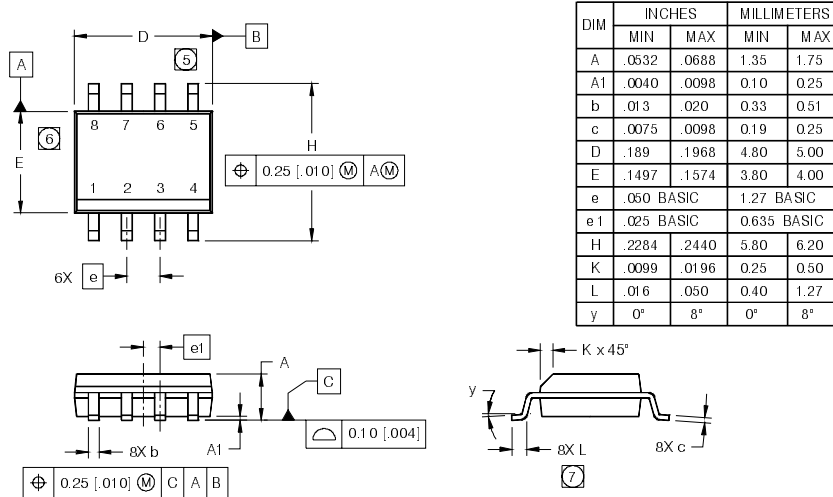 D
B
5
A
8 7 6 5
6
E
H
0.25 [.010] M A M
1 2 3 4
6X e
e1
A
C
A1
0.10 [.004]
8X b
0.25 [.010] M C A B
K x 45°
y
8X L
8X c
7
DIM INCHES MILLIMETERS
MIN MAX MIN MAX
A .0532 .0688 1.35 1.75
A1 .0040 .0098 0.10 0.25
b .013 .020 0.33 0.51
c .0075 .0098 0.19 0.25
D .189 .1968 4.80 5.00
E .1497 .1574 3.80 4.00
e .050 BASIC 1.27 BASIC
e1 .025 BASIC 0.635 BASIC
H .2284 .2440 5.80 6.20
K .0099 .0196 0.25 0.50
L .016 .050 0.40 1.27
y 0° 8° 0° 8°